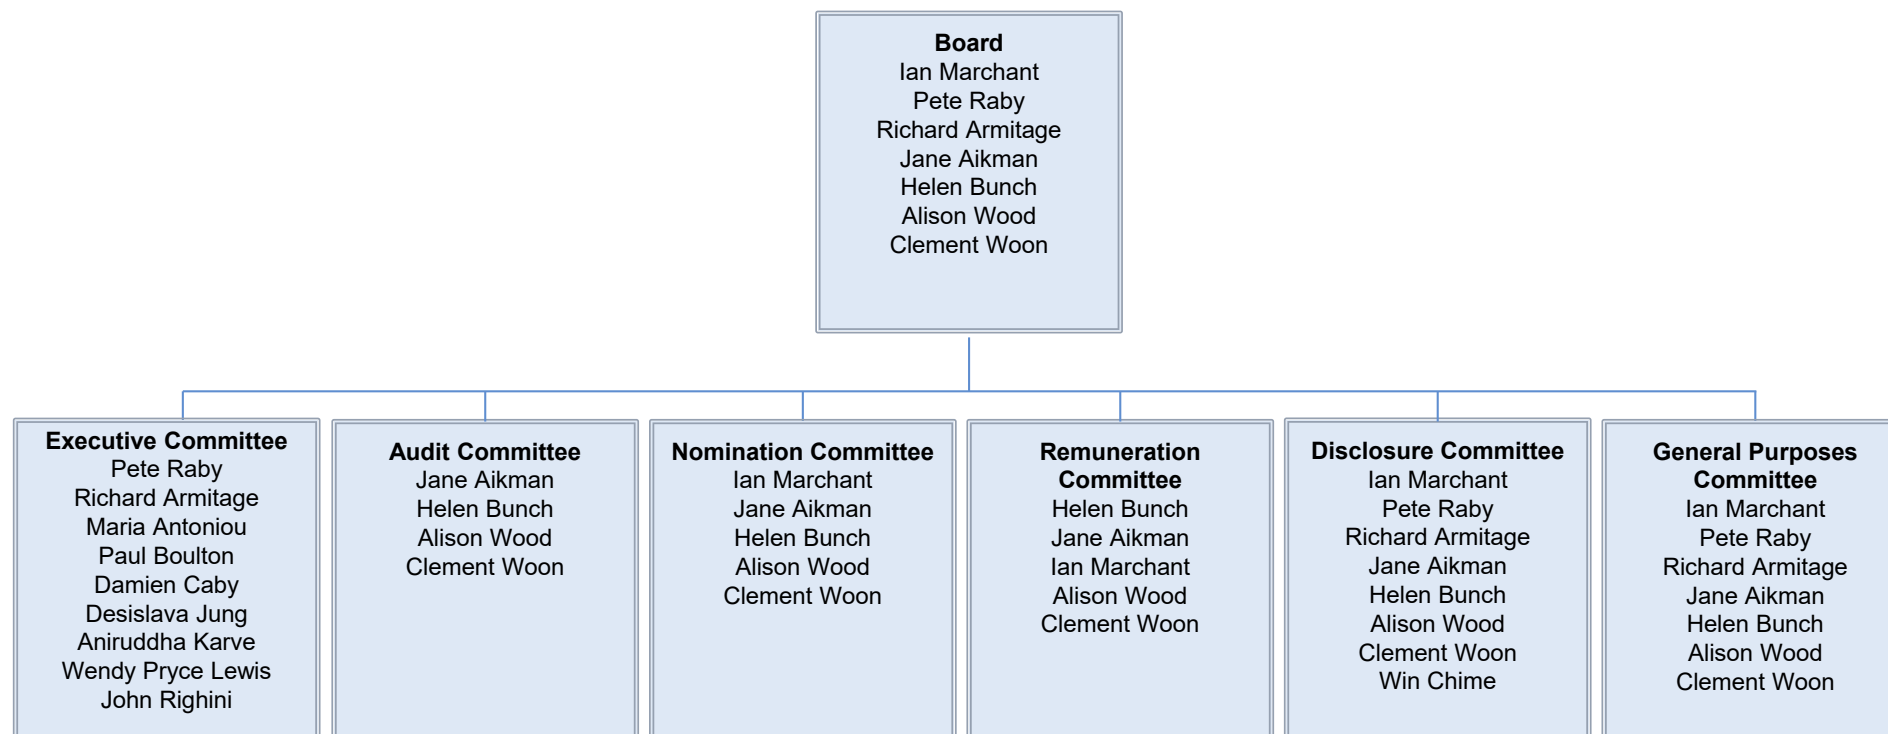 Board
Ian Marchant
Pete Raby
Richard Armitage
Jane Aikman
Helen Bunch
Alison Wood
Clement Woon
Executive Committee
Pete Raby
Richard Armitage
Maria Antoniou
Paul Boulton
Damien Caby
Desislava Jung
Aniruddha Karve
Wendy Pryce Lewis
John Righini
Audit Committee
Jane Aikman
Helen Bunch
Alison Wood
Clement Woon
Nomination Committee
Ian Marchant
Jane Aikman
Helen Bunch
Alison Wood
Clement Woon
Remuneration
Committee
Helen Bunch
Jane Aikman
Ian Marchant
Alison Wood
Clement Woon
Disclosure Committee
Ian Marchant
Pete Raby
Richard Armitage
Jane Aikman
Helen Bunch
Alison Wood
Clement Woon
Win Chime
General Purposes
Committee
Ian Marchant
Pete Raby
Richard Armitage
Jane Aikman
Helen Bunch
Alison Wood
Clement Woon